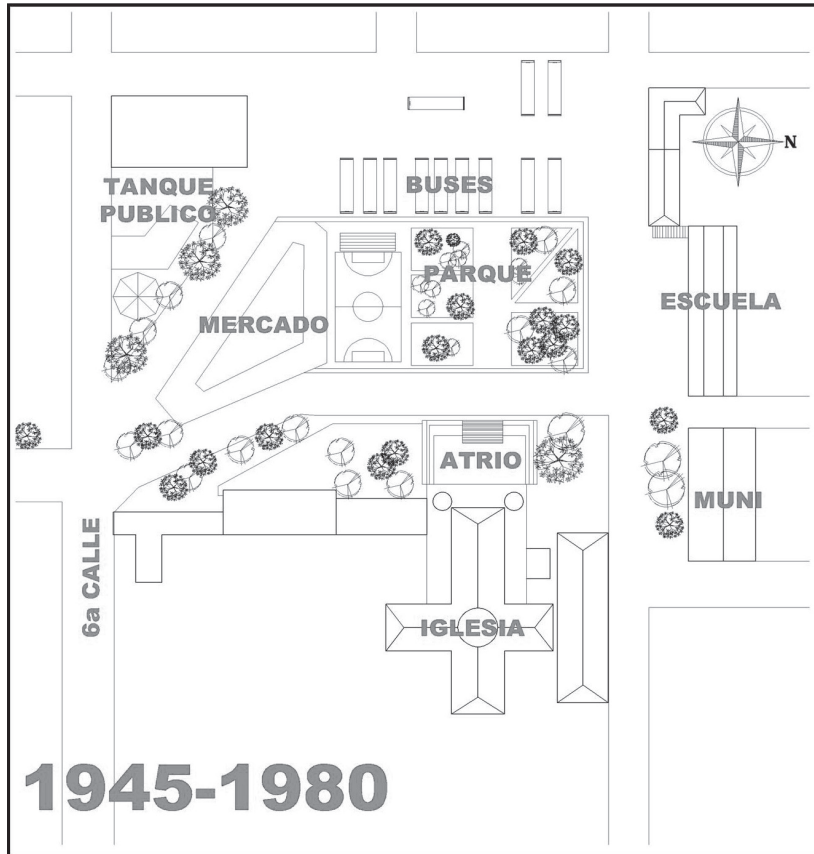 N
TANQUE
PUBLICO
BUSES
PARQUE
ESCUELA
MERCADO
ATRIO
MUNI
6a CALLE
IGLESIA
1945-1980